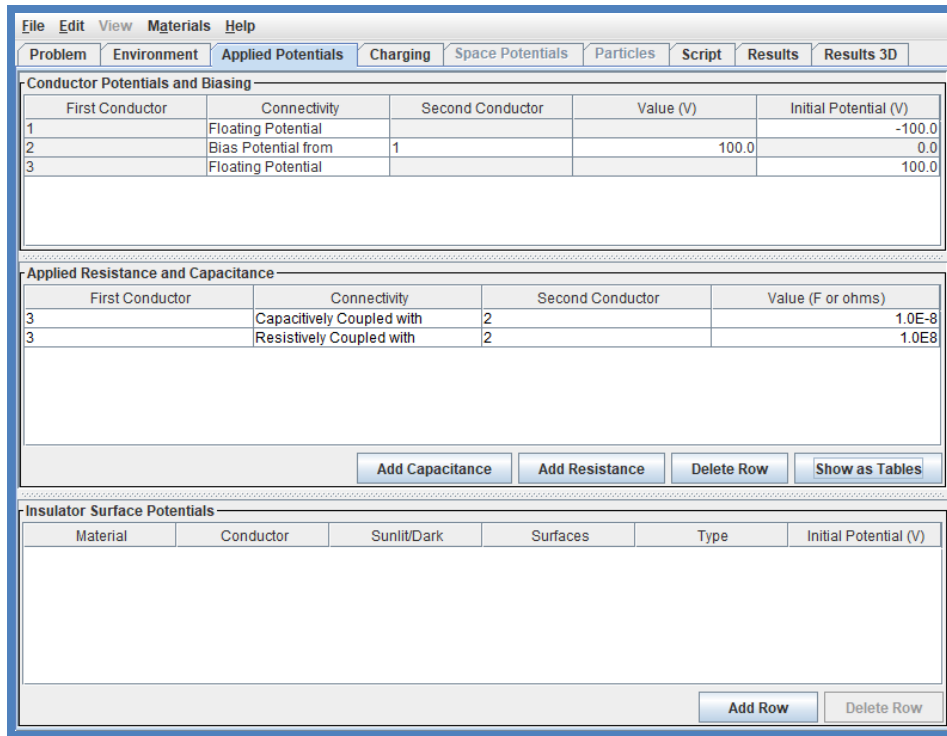 File Edit View Materials Help
Problem Environment Applied Potentials Charging Space Potentials Particles Script Results Results 3D
Conductor Potentials and Biasing
First Conductor Connectivity Second Conductor Value (V) Initial Potential (V)
1 Floating Potential -100.0
2 Bias Potential from 1 100.0 0.0
3 Floating Potential 100.0
Applied Resistance and Capacitance
First Conductor Connectivity Second Conductor Value (F or ohms)
3 Capacitively Coupled with 2 1.0E-8
3 Resistively Coupled with 2 1.0E8
Add Capacitance Add Resistance Delete Row Show as Tables
Insulator Surface Potentials
Material Conductor Sunlit/Dark Surfaces Type Initial Potential (V)
Add Row Delete Row